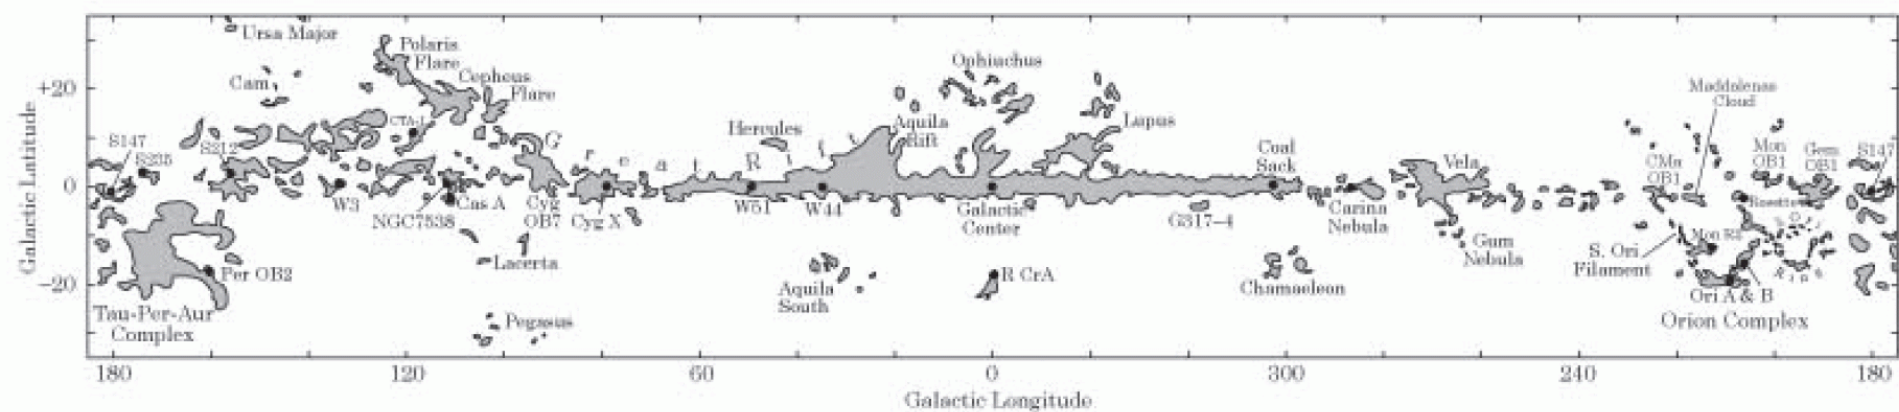 Ursa Major
Polaris
Flare
Cepheus
Flare
Cam
Ophiuchus
Maddolenas
Cloud
+20
Galactic Latitude
CTA-1
Hercules
Aquila
Rift
Lupus
S147
S235
S212
G r e a t R
Coal
Sack
Vela
CMa
OB1
Mon
OB1
Gem
OB1
S147
0
W3
NGC7538
Cas A
Cyg
OB7
Cyg X
W51
W44
Galactic
Center
G317–4
Carina
Nebula
Rosette
Lacerta
Gum
Nebula
S. Ori
Filament
Mon R2
Per OB2
−20
Aquila
South
R CrA
Chamaeleon
Ori A & B
Orion Complex
Tau-Per-Aur
Complex
Pegasus
180
120
60
0
300
240
180
Galactic Longitude